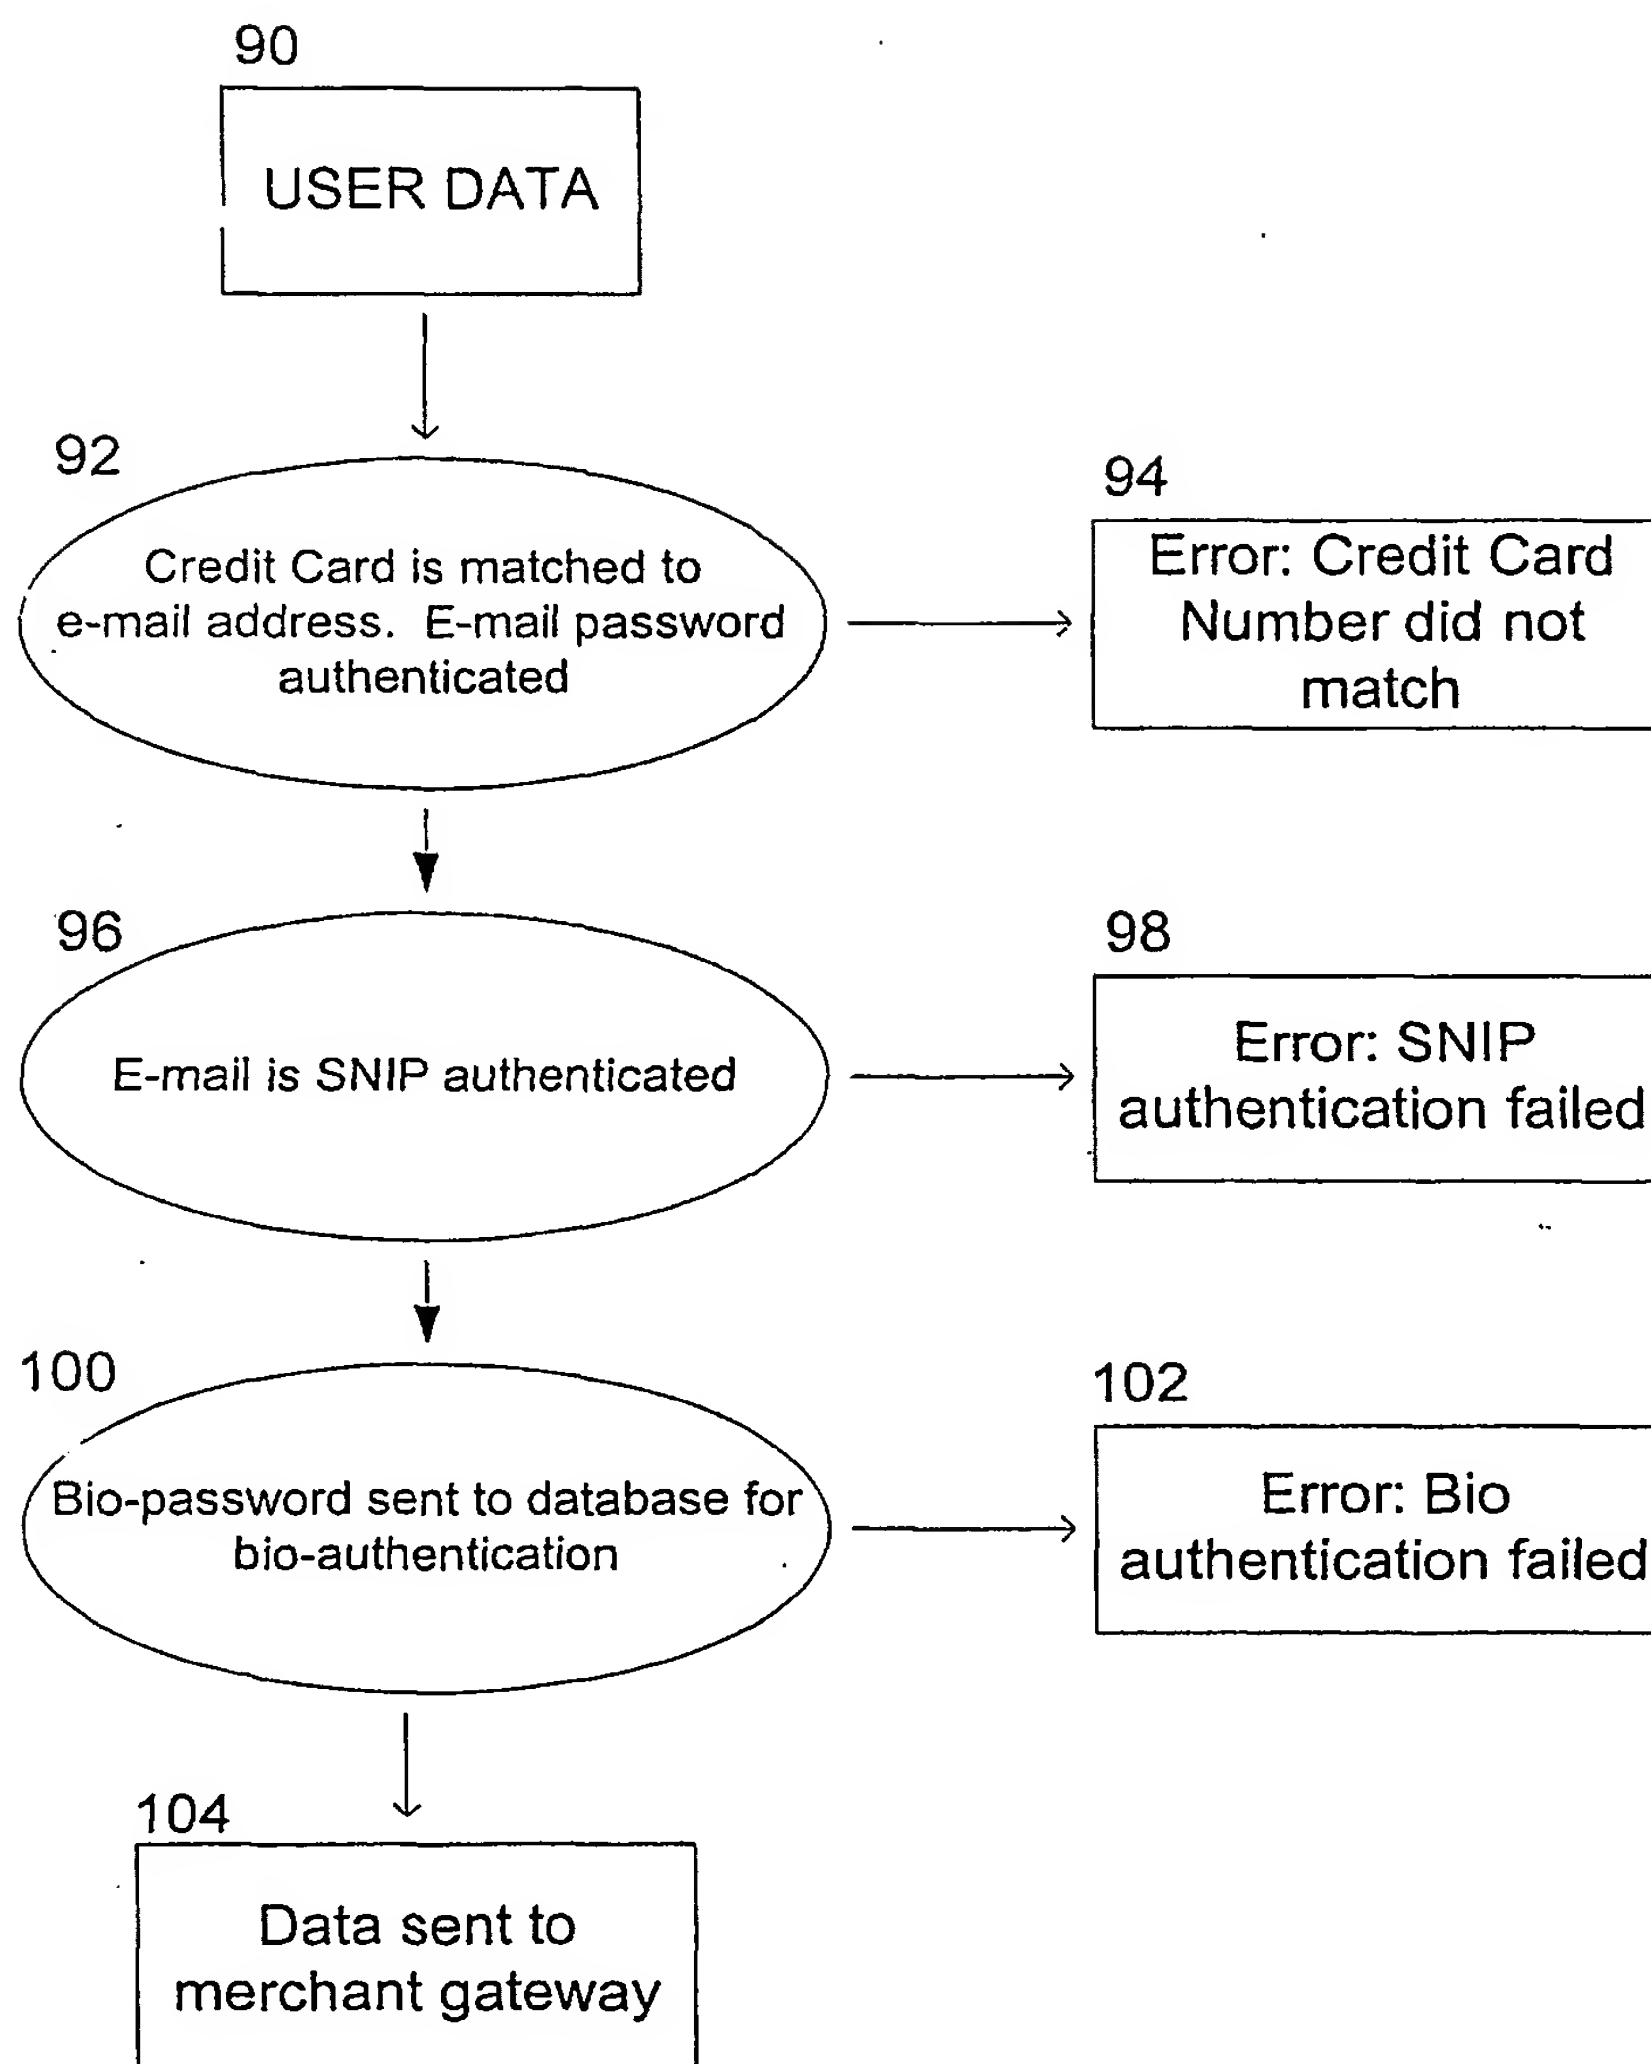 90
USER DATA
92
Credit Card is matched to
e-mail address.  E-mail password
authenticated
94
Error: Credit Card
Number did not
match
96
E-mail is SNIP authenticated
98
Error: SNIP
authentication failed
100
Bio-password sent to database for
bio-authentication
102
Error: Bio
authentication failed
104
Data sent to
merchant gateway